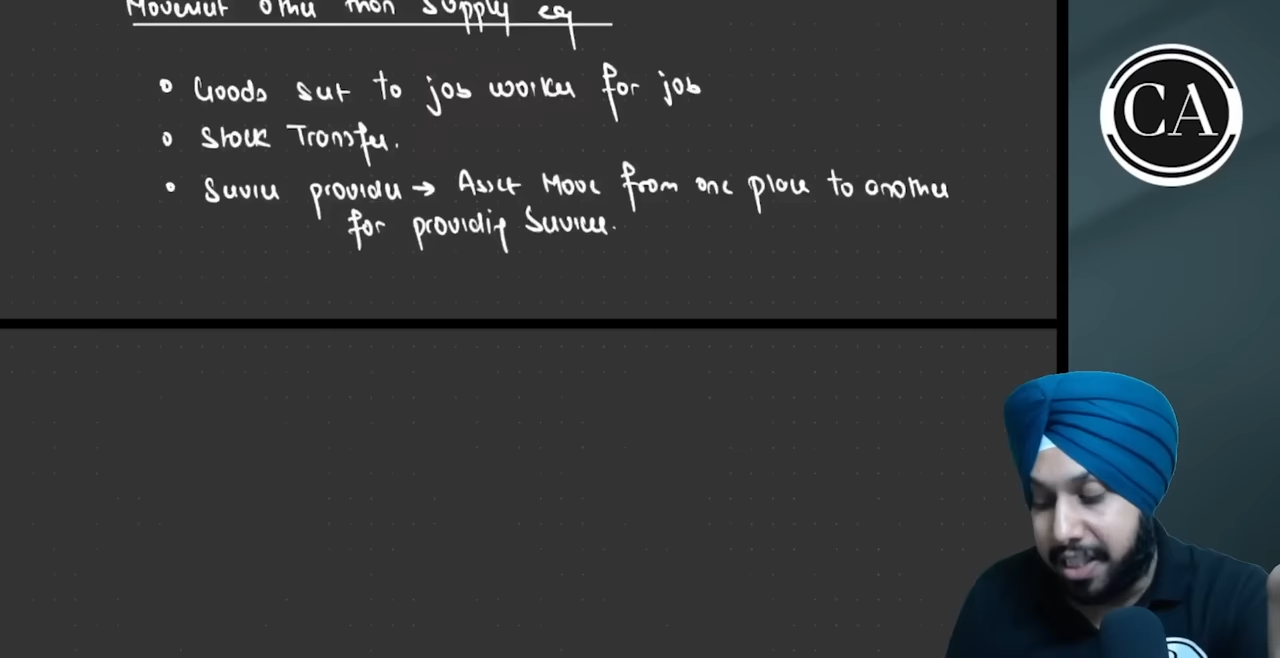 Movement other than supply eg
• Goods sent to job worker for job
• Stock Transfer.
• Service provider → Asset Move from one place to another
for providing Service.
CA